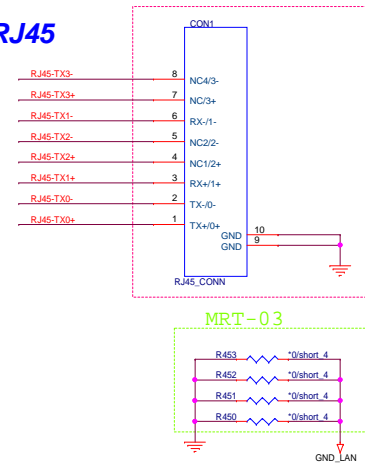 RJ45
CON1
RJ45-TX3- 8 NC4/3-
RJ45-TX3+ 7 NC/3+
RJ45-TX1- 6 RX-/1-
RJ45-TX2- 5 NC2/2-
RJ45-TX2+ 4 NC1/2+
RJ45-TX1+ 3 RX+/1+
RJ45-TX0- 2 TX-/0-
RJ45-TX0+ 1 TX+/0+
GND 10
GND 9
RJ45_CONN
MRT-03
R453 *0/short_4
R452 *0/short_4
R451 *0/short_4
R450 *0/short_4
GND_LAN